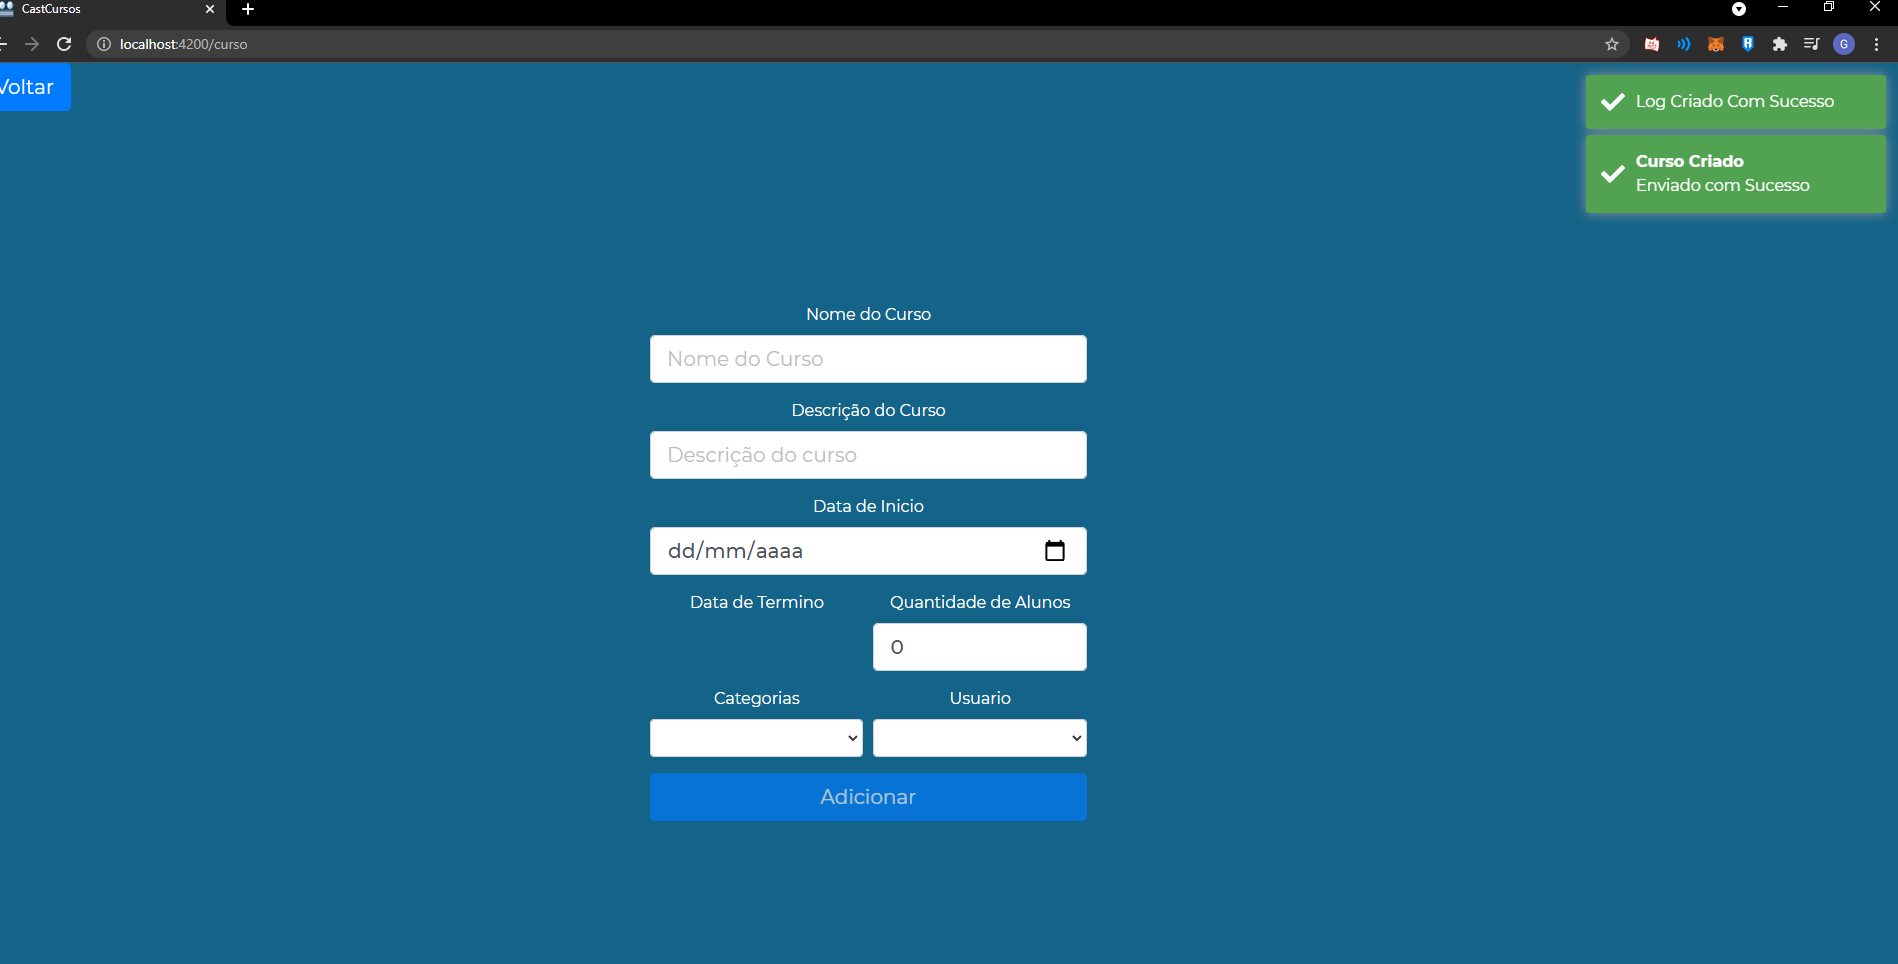 CastCursos
localhost:4200/curso
G
Voltar
Log Criado Com Sucesso
Curso Criado
Enviado com Sucesso
Nome do Curso
Nome do Curso
Descrição do Curso
Descrição do curso
Data de Inicio
dd/mm/aaaa
Data de Termino
Quantidade de Alunos
0
Categorias
Usuario
Adicionar